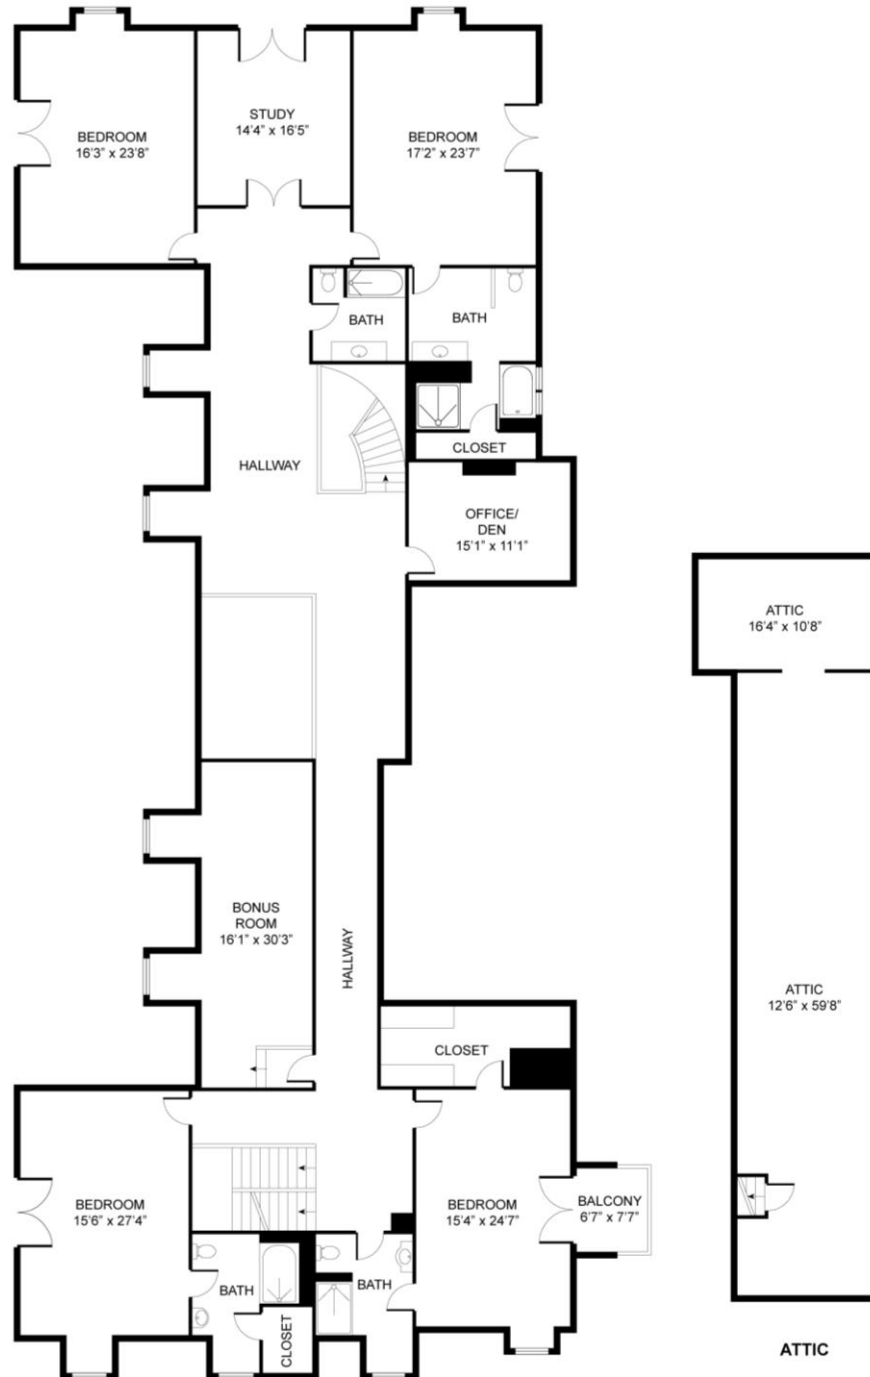 BEDROOM
16'3" x 23'8"
STUDY
14'4" x 16'5"
BEDROOM
17'2" x 23'7"
BATH
BATH
CLOSET
HALLWAY
OFFICE/
DEN
15'1" x 11'1"
ATTIC
16'4" x 10'8"
BONUS
ROOM
16'1" x 30'3"
HALLWAY
ATTIC
12'6" x 59'8"
CLOSET
BEDROOM
15'6" x 27'4"
BEDROOM
15'4" x 24'7"
BALCONY
6'7" x 7'7"
BATH
BATH
CLOSET
ATTIC